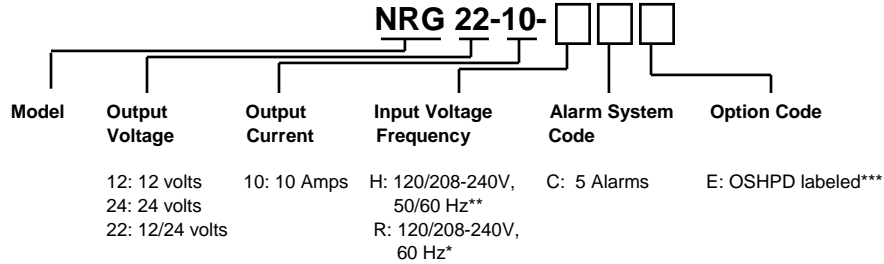 NRG 22-10-
Model Output Voltage Output Current Input Voltage Frequency Alarm System Code Option Code
12: 12 volts 10: 10 Amps H: 120/208-240V, C: 5 Alarms E: OSHPD labeled***
24: 24 volts 50/60 Hz**
22: 12/24 volts R: 120/208-240V,
60 Hz*